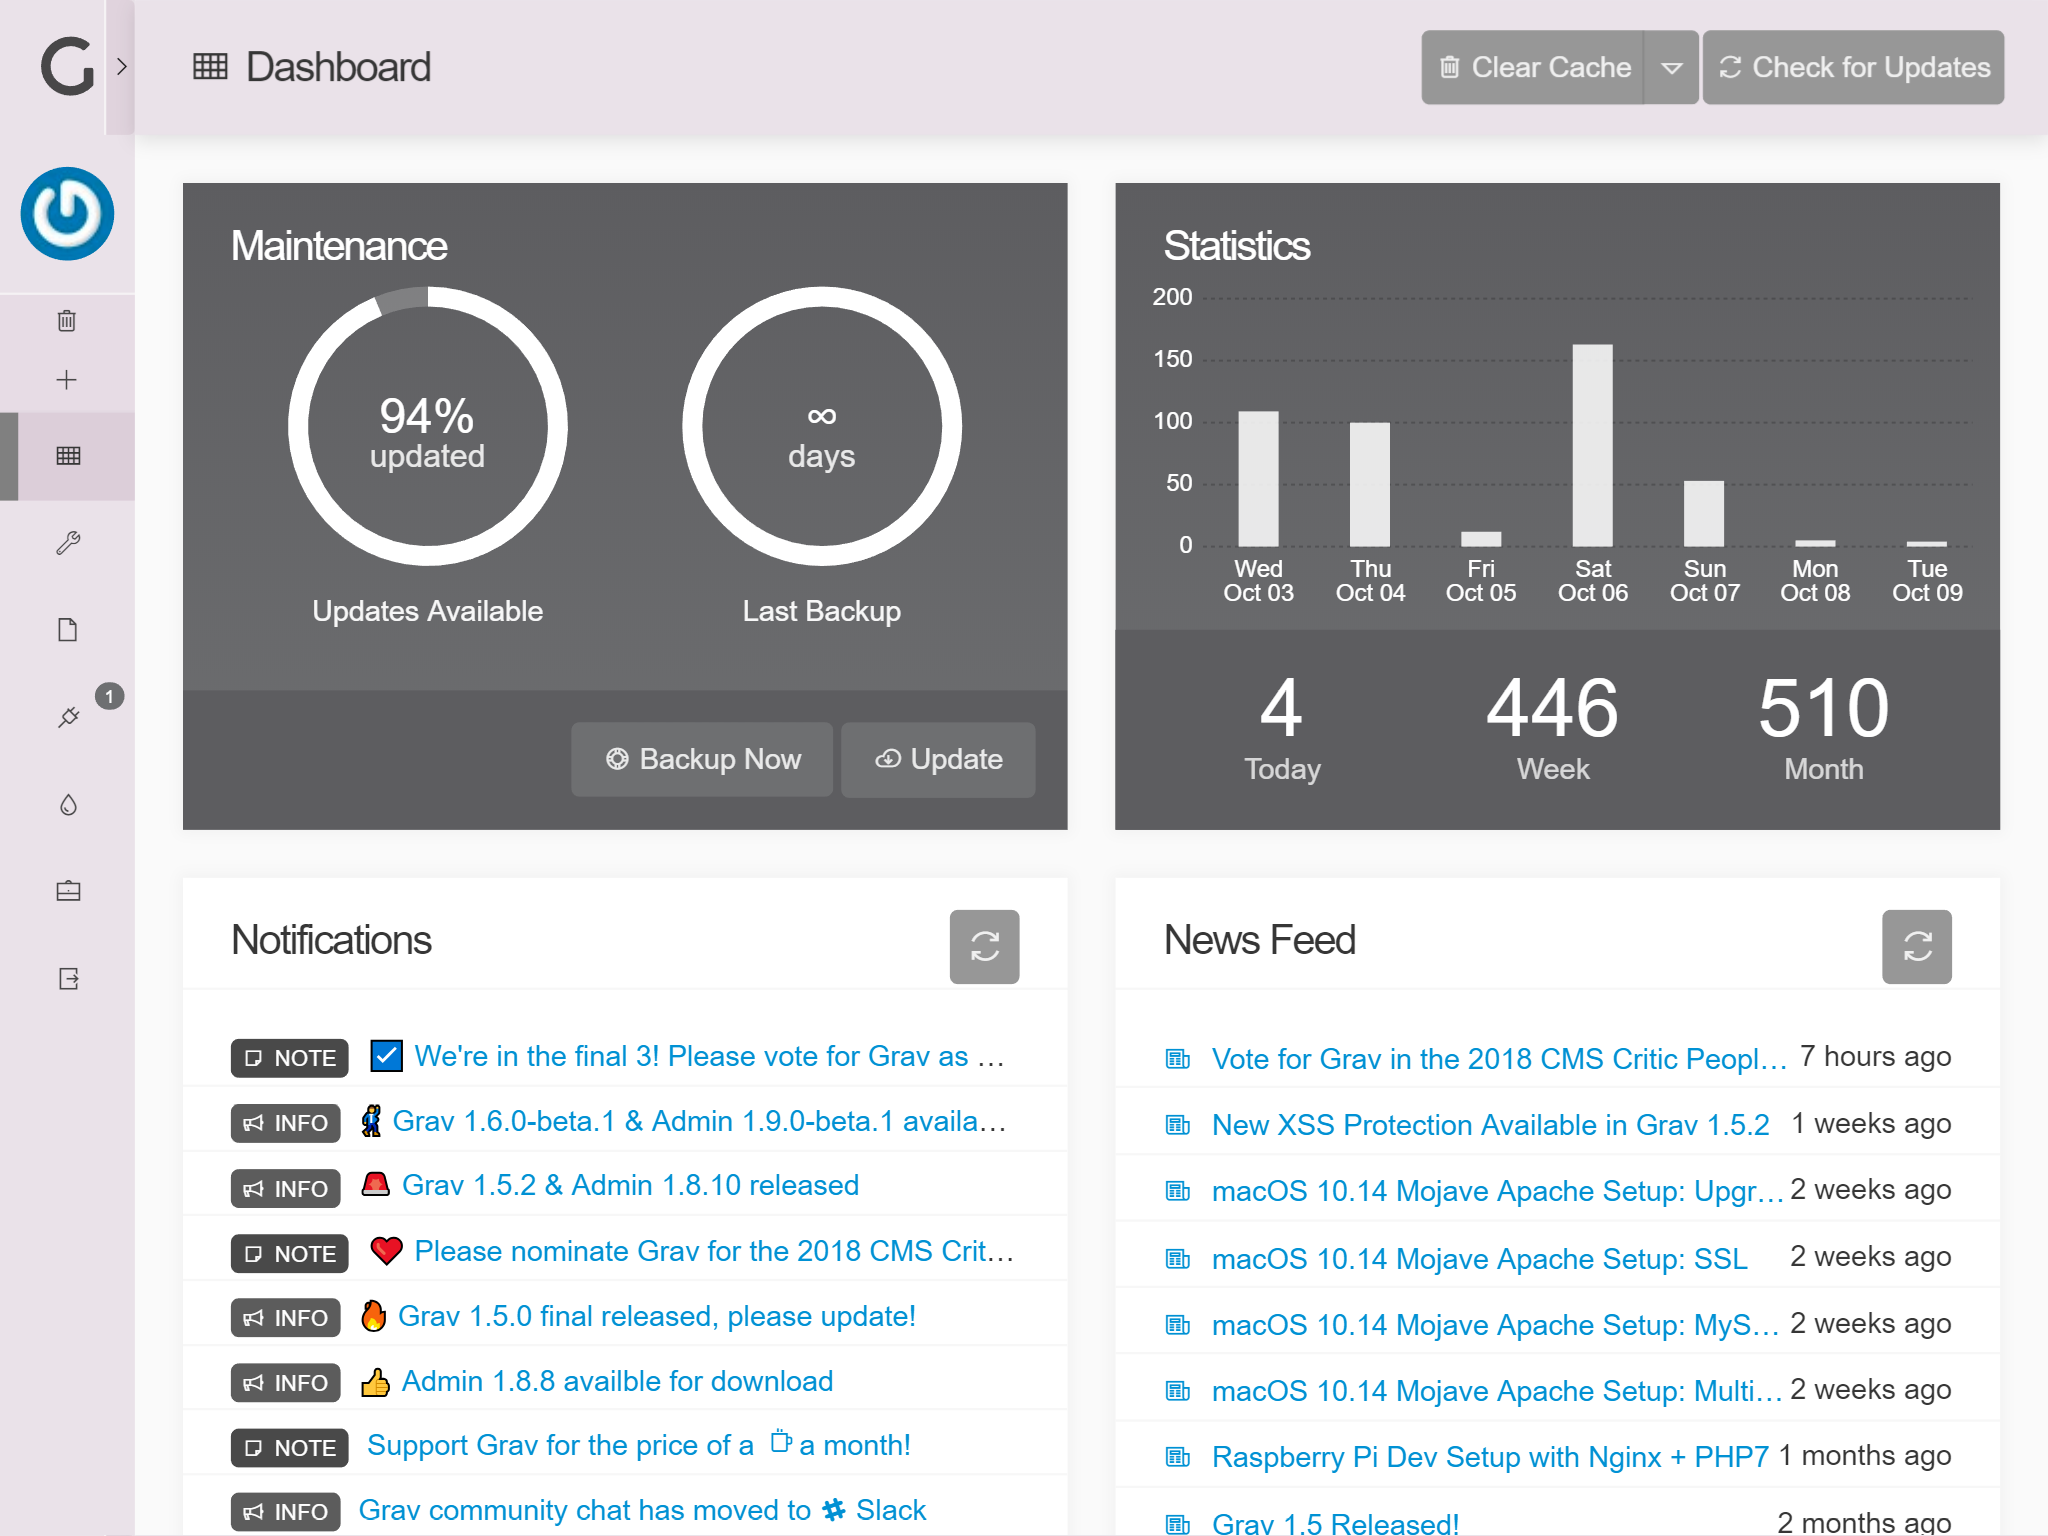 Dashboard
Clear Cache
Check for Updates
Maintenance
94%
updated
∞
days
Updates Available
Last Backup
Backup Now
Update
Statistics
200
150
100
50
0
Wed Thu Fri Sat Sun Mon Tue
Oct 03 Oct 04 Oct 05 Oct 06 Oct 07 Oct 08 Oct 09
4 446 510
Today Week Month
1
Notifications
NOTE We're in the final 3! Please vote for Grav as …
INFO Grav 1.6.0-beta.1 & Admin 1.9.0-beta.1 availa…
INFO Grav 1.5.2 & Admin 1.8.10 released
NOTE Please nominate Grav for the 2018 CMS Crit…
INFO Grav 1.5.0 final released, please update!
INFO Admin 1.8.8 availble for download
NOTE Support Grav for the price of a a month!
INFO Grav community chat has moved to Slack
News Feed
Vote for Grav in the 2018 CMS Critic Peopl… 7 hours ago
New XSS Protection Available in Grav 1.5.2 1 weeks ago
macOS 10.14 Mojave Apache Setup: Upgr… 2 weeks ago
macOS 10.14 Mojave Apache Setup: SSL 2 weeks ago
macOS 10.14 Mojave Apache Setup: MyS… 2 weeks ago
macOS 10.14 Mojave Apache Setup: Multi… 2 weeks ago
Raspberry Pi Dev Setup with Nginx + PHP7 1 months ago
Grav 1.5 Released! 2 months ago